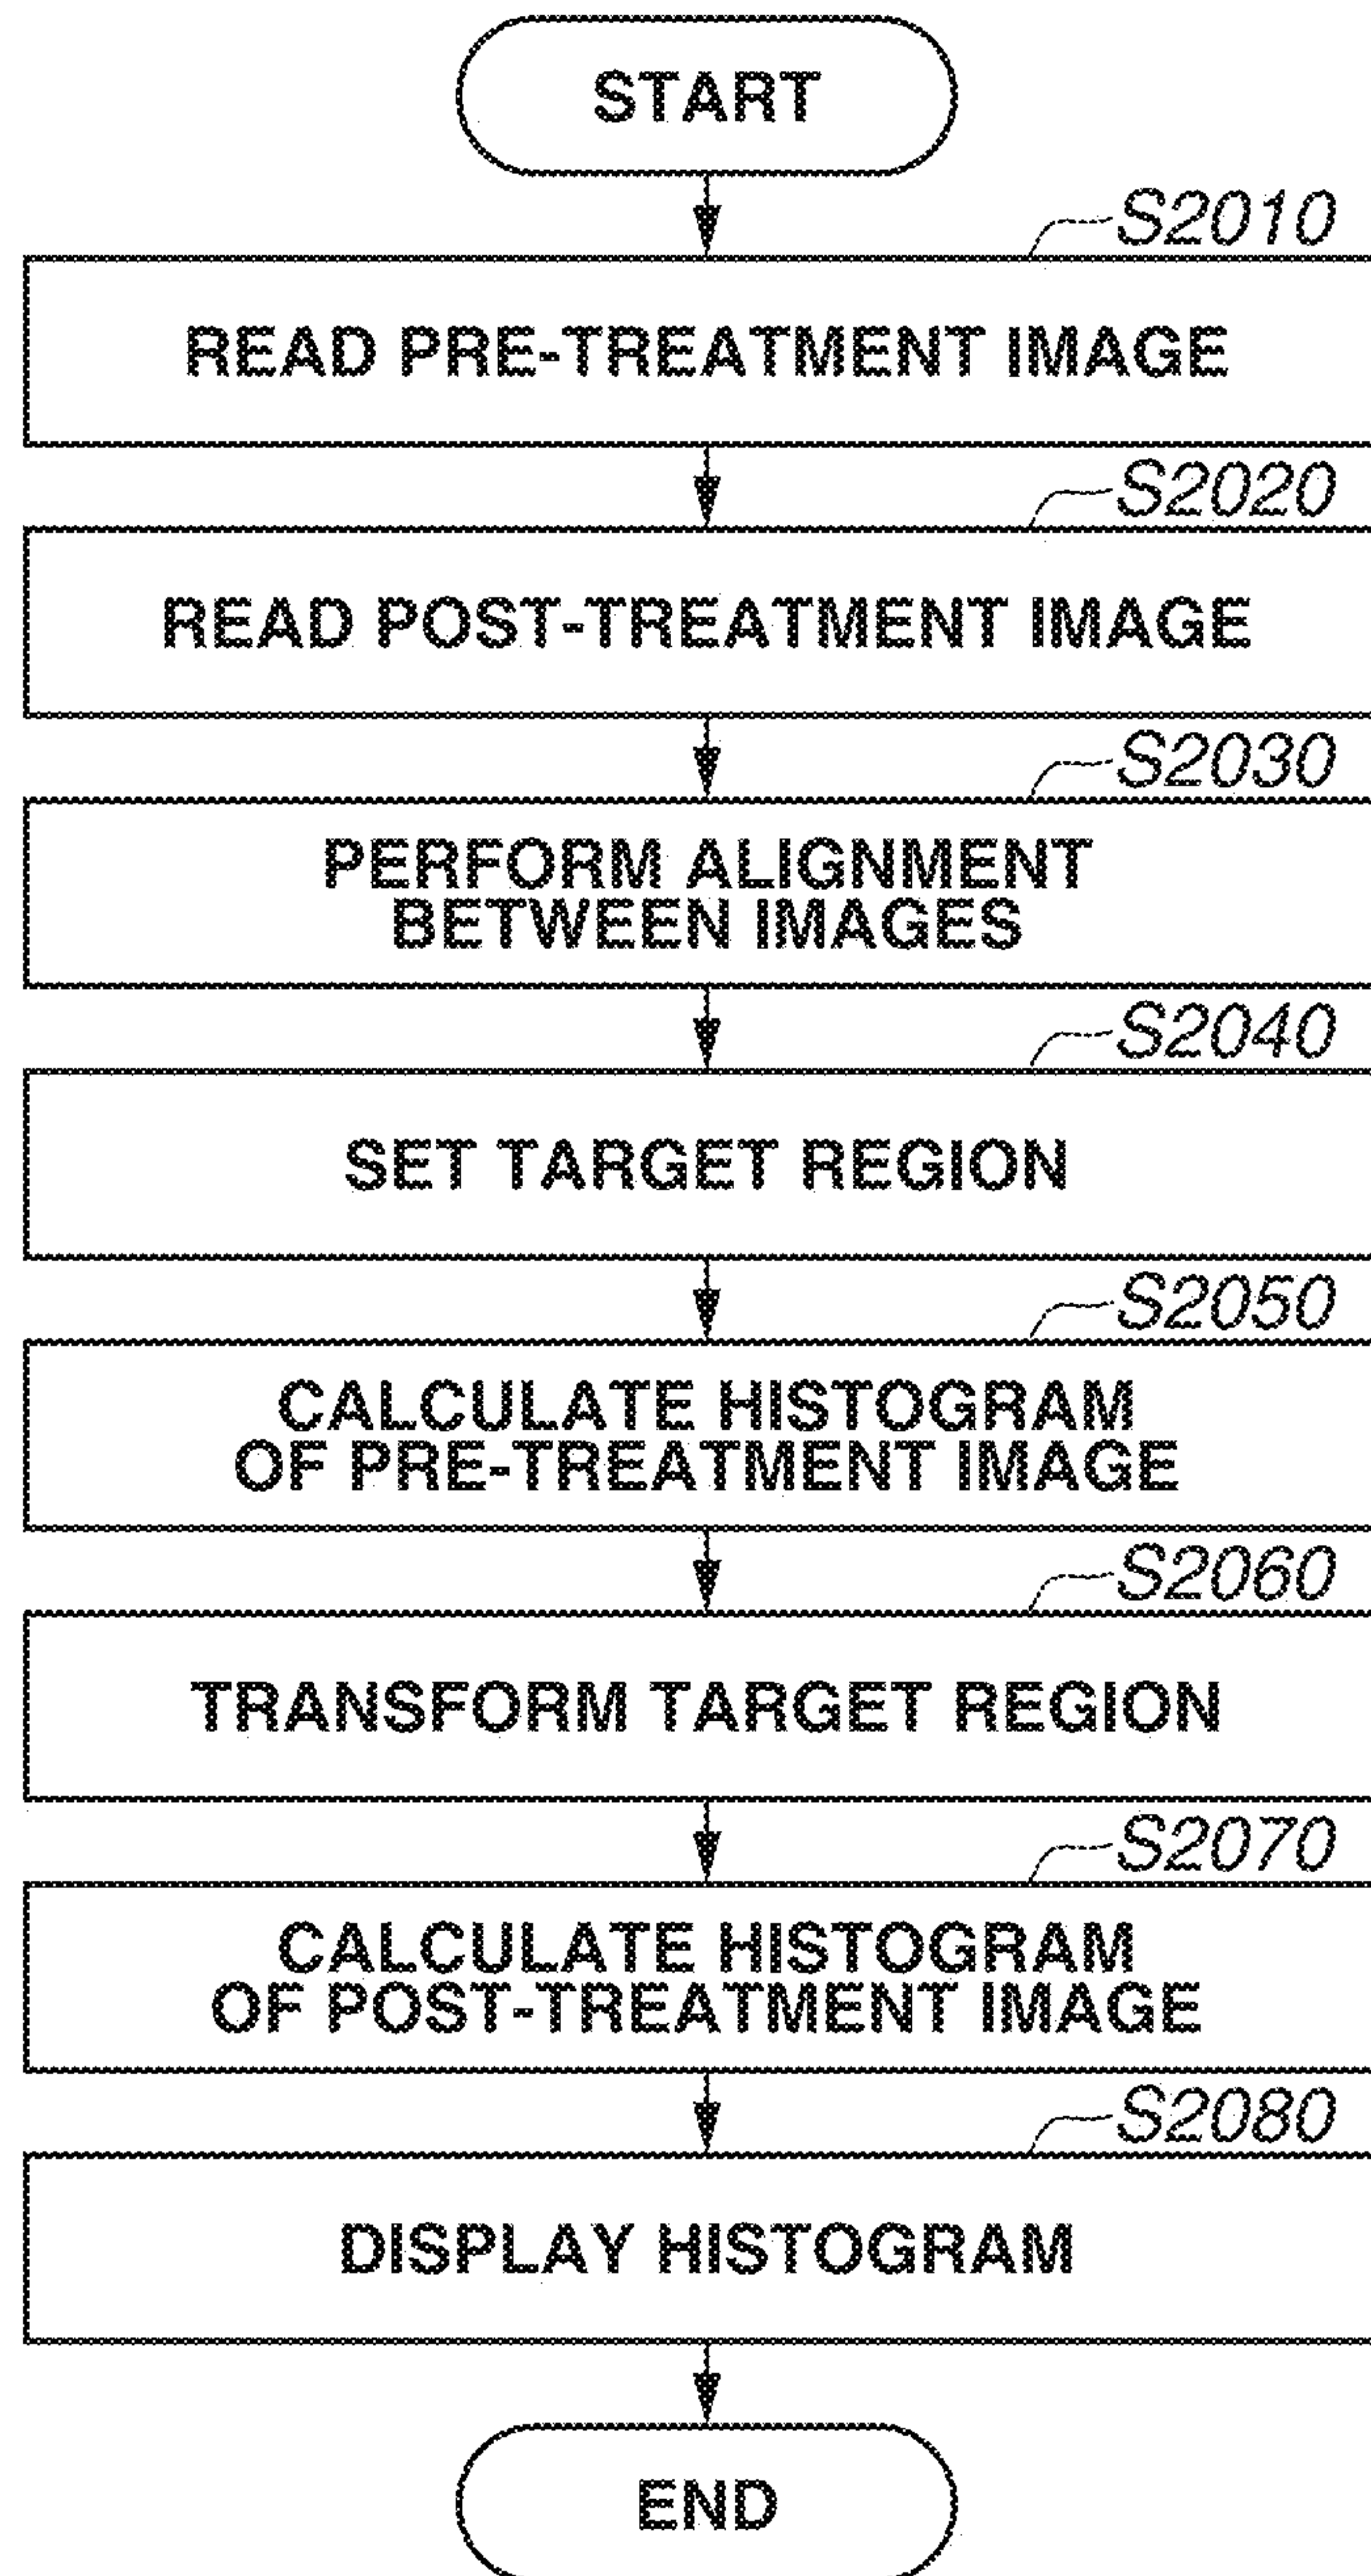 START
S2010
READ PRE-TREATMENT IMAGE
S2020
READ POST-TREATMENT IMAGE
S2030
PERFORM ALIGNMENT
BETWEEN IMAGES
S2040
SET TARGET REGION
S2050
CALCULATE HISTOGRAM
OF PRE-TREATMENT IMAGE
S2060
TRANSFORM TARGET REGION
S2070
CALCULATE HISTOGRAM
OF POST-TREATMENT IMAGE
S2080
DISPLAY HISTOGRAM
END